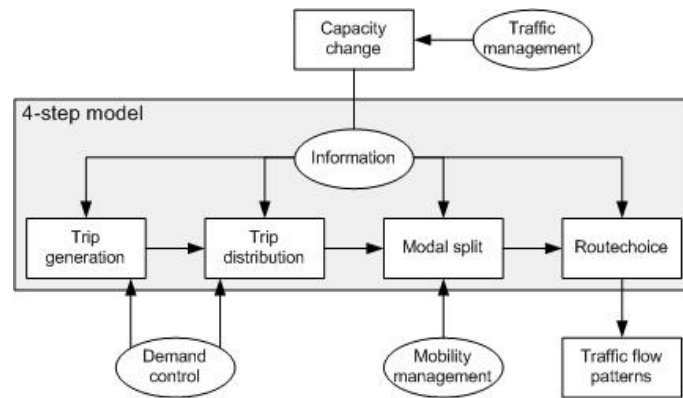 Capacity
change
Traffic
management
4-step model
Information
Trip
generation
Trip
distribution
Modal split
Routechoice
Demand
control
Mobility
management
Traffic flow
patterns